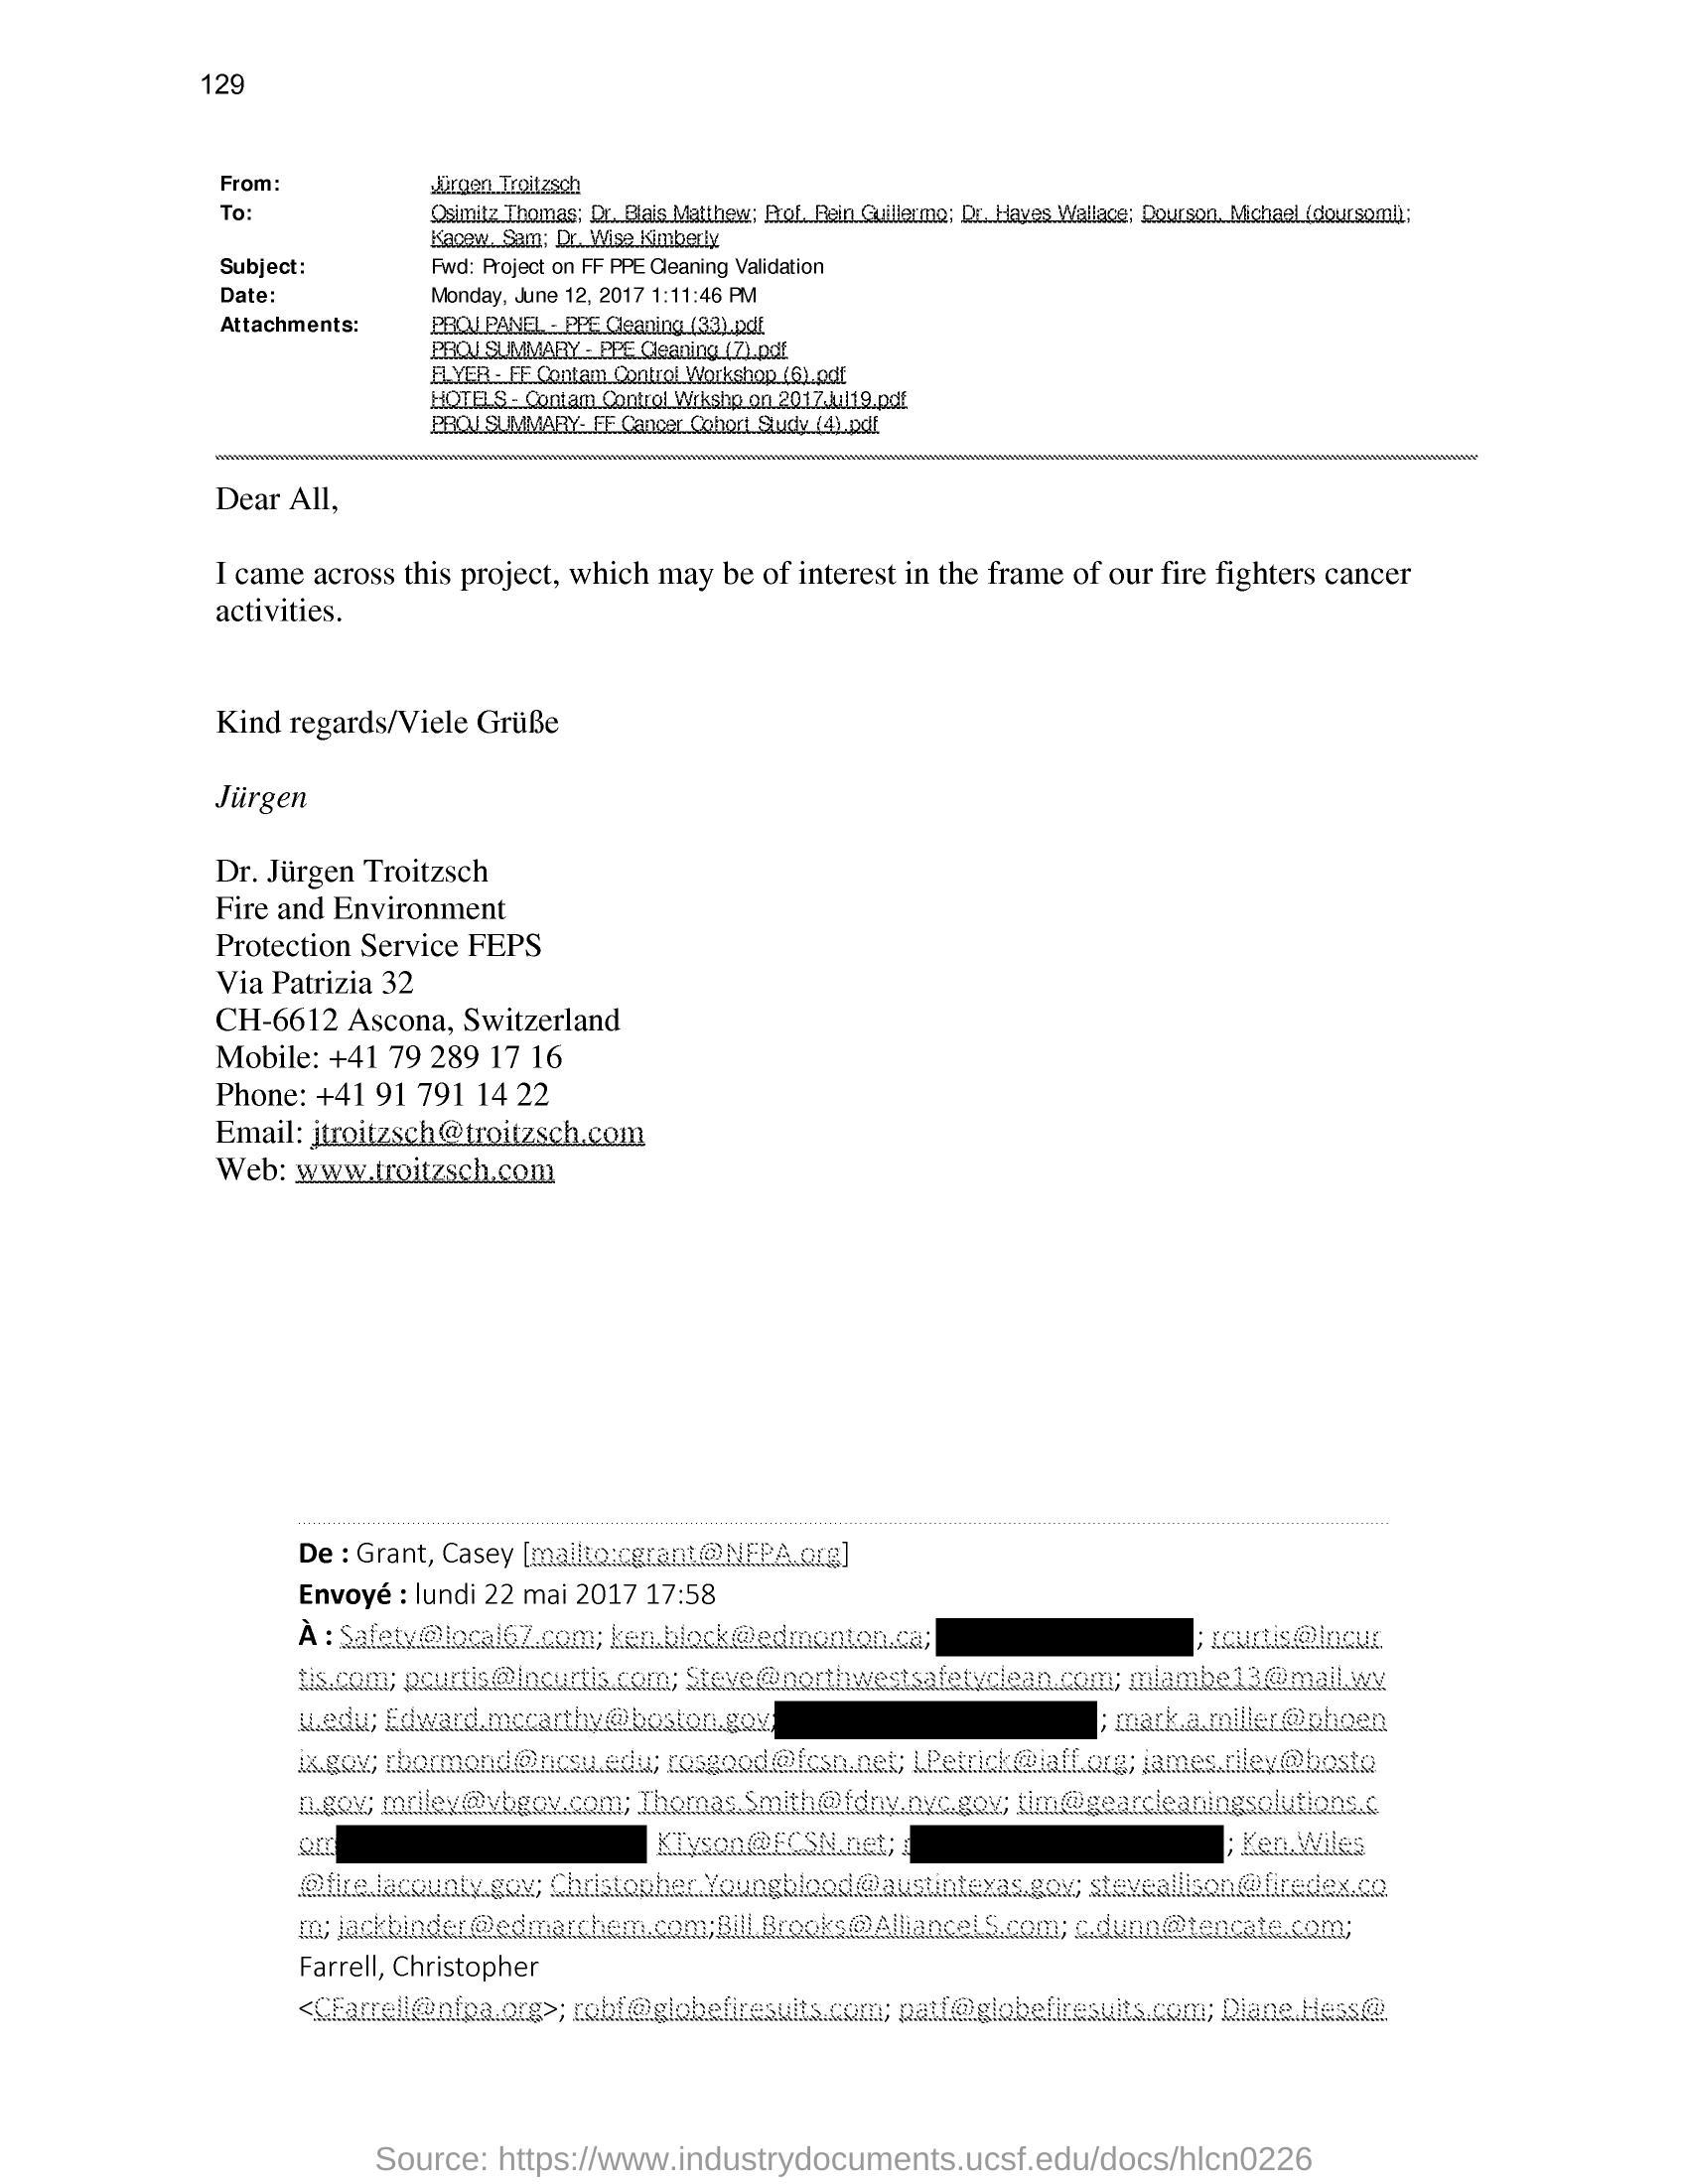 129
From: Jürgen Troitzsch
To: Osimitz Thomas; Dr. Blais Matthew; Prof. Rein Guillermo; Dr. Hayes Wallace; Dourson, Michael (doursoml);
Kacew, Sam; Dr. Wise Kimberly
Subject: Fwd: Project on FF PPE Cleaning Validation
Date: Monday, June 12, 2017 1:11:46 PM
Attachments: PROJ PANEL - PPE Cleaning (33).pdf
PROJ SUMMARY - PPE Cleaning (7).pdf
FLYER - FF Contam Control Workshop (6).pdf
HOTELS - Contam Control Wrkshp on 2017Jul19.pdf
PROJ SUMMARY- FF Cancer Cohort Study (4).pdf
Dear All,
I came across this project, which may be of interest in the frame of our fire fighters cancer
activities.
Kind regards/Viele Grüße
Jürgen
Dr. Jürgen Troitzsch
Fire and Environment
Protection Service FEPS
Via Patrizia 32
CH-6612 Ascona, Switzerland
Mobile: +41 79 289 17 16
Phone: +41 91 791 14 22
Email: jtroitzsch@troitzsch.com
Web: www.troitzsch.com
De : Grant, Casey [mailto:cgrant@NFPA.org]
Envoyé : lundi 22 mai 2017 17:58
À : Safety@local67.com; ken.block@edmonton.ca; ; rcurtis@lncur
tis.com; pcurtis@lncurtis.com; Steve@northwestsafetyclean.com; mlambe13@mail.wv
u.edu; Edward.mccarthy@boston.gov; ; mark.a.miller@phoen
ix.gov; rbormond@ncsu.edu; rosgood@fcsn.net; LPetrick@iaff.org; james.riley@bosto
n.gov; mriley@vbgov.com; Thomas.Smith@fdny.nyc.gov; tim@gearcleaningsolutions.c
om KTyson@FCSN.net; ; Ken.Wiles
@fire.lacounty.gov; Christopher.Youngblood@austintexas.gov; steveallison@firedex.co
m; jackbinder@edmarchem.com;Bill.Brooks@AllianceLS.com; c.dunn@tencate.com;
Farrell, Christopher
<CFarrell@nfpa.org>; robf@globefiresuits.com; patf@globefiresuits.com; Diane.Hess@
Source: https://www.industrydocuments.ucsf.edu/docs/hlcn0226